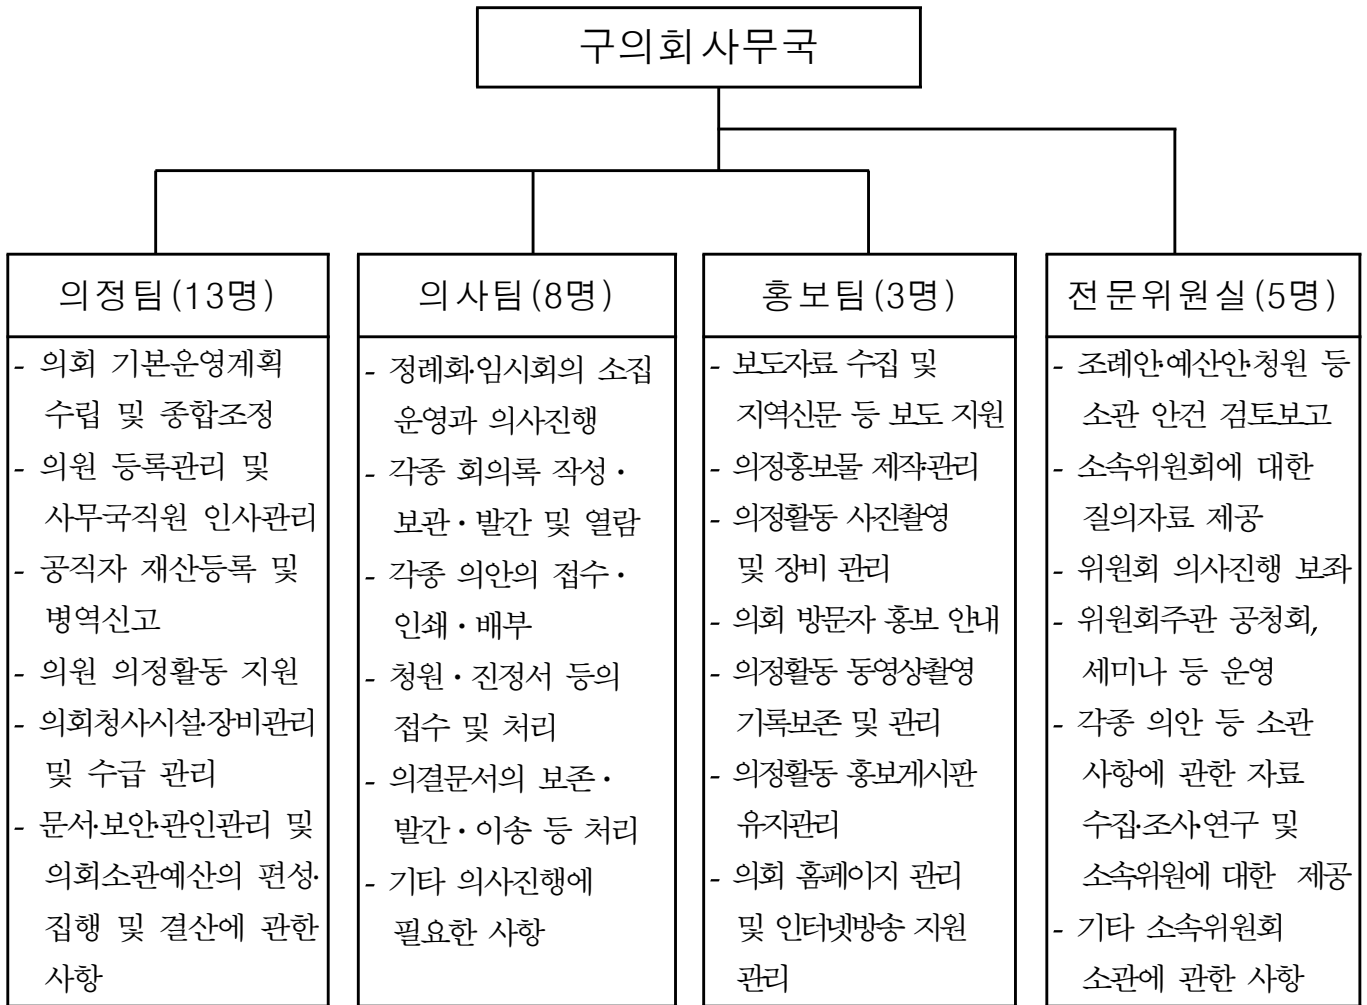 구의회사무국
의정팀(13명)
- 의회 기본운영계획
수립 및 종합조정
- 의원 등록관리 및
사무국직원 인사관리
- 공직자 재산등록 및
병역신고
- 의원 의정활동 지원
- 의회청사시설·장비관리
및 수급 관리
- 문서·보안·관인관리 및
의회소관예산의 편성·
집행 및 결산에 관한
사항
의사팀(8명)
- 정례회·임시회의 소집
운영과 의사진행
- 각종 회의록 작성·
보관·발간 및 열람
- 각종 의안의 접수·
인쇄·배부
- 청원·진정서 등의
접수 및 처리
- 의결문서의 보존·
발간·이송 등 처리
- 기타 의사진행에
필요한 사항
홍보팀(3명)
- 보도자료 수집 및
지역신문 등 보도 지원
- 의정홍보물 제작·관리
- 의정활동 사진촬영
및 장비 관리
- 의회 방문자 홍보 안내
- 의정활동 동영상촬영
기록보존 및 관리
- 의정활동 홍보게시판
유지관리
- 의회 홈페이지 관리
및 인터넷방송 지원
관리
전문위원실(5명)
- 조례안·예산안·청원 등
소관 안건 검토보고
- 소속위원회에 대한
질의자료 제공
- 위원회 의사진행 보좌
- 위원회주관 공청회,
세미나 등 운영
- 각종 의안 등 소관
사항에 관한 자료
수집·조사·연구 및
소속위원에 대한 제공
- 기타 소속위원회
소관에 관한 사항